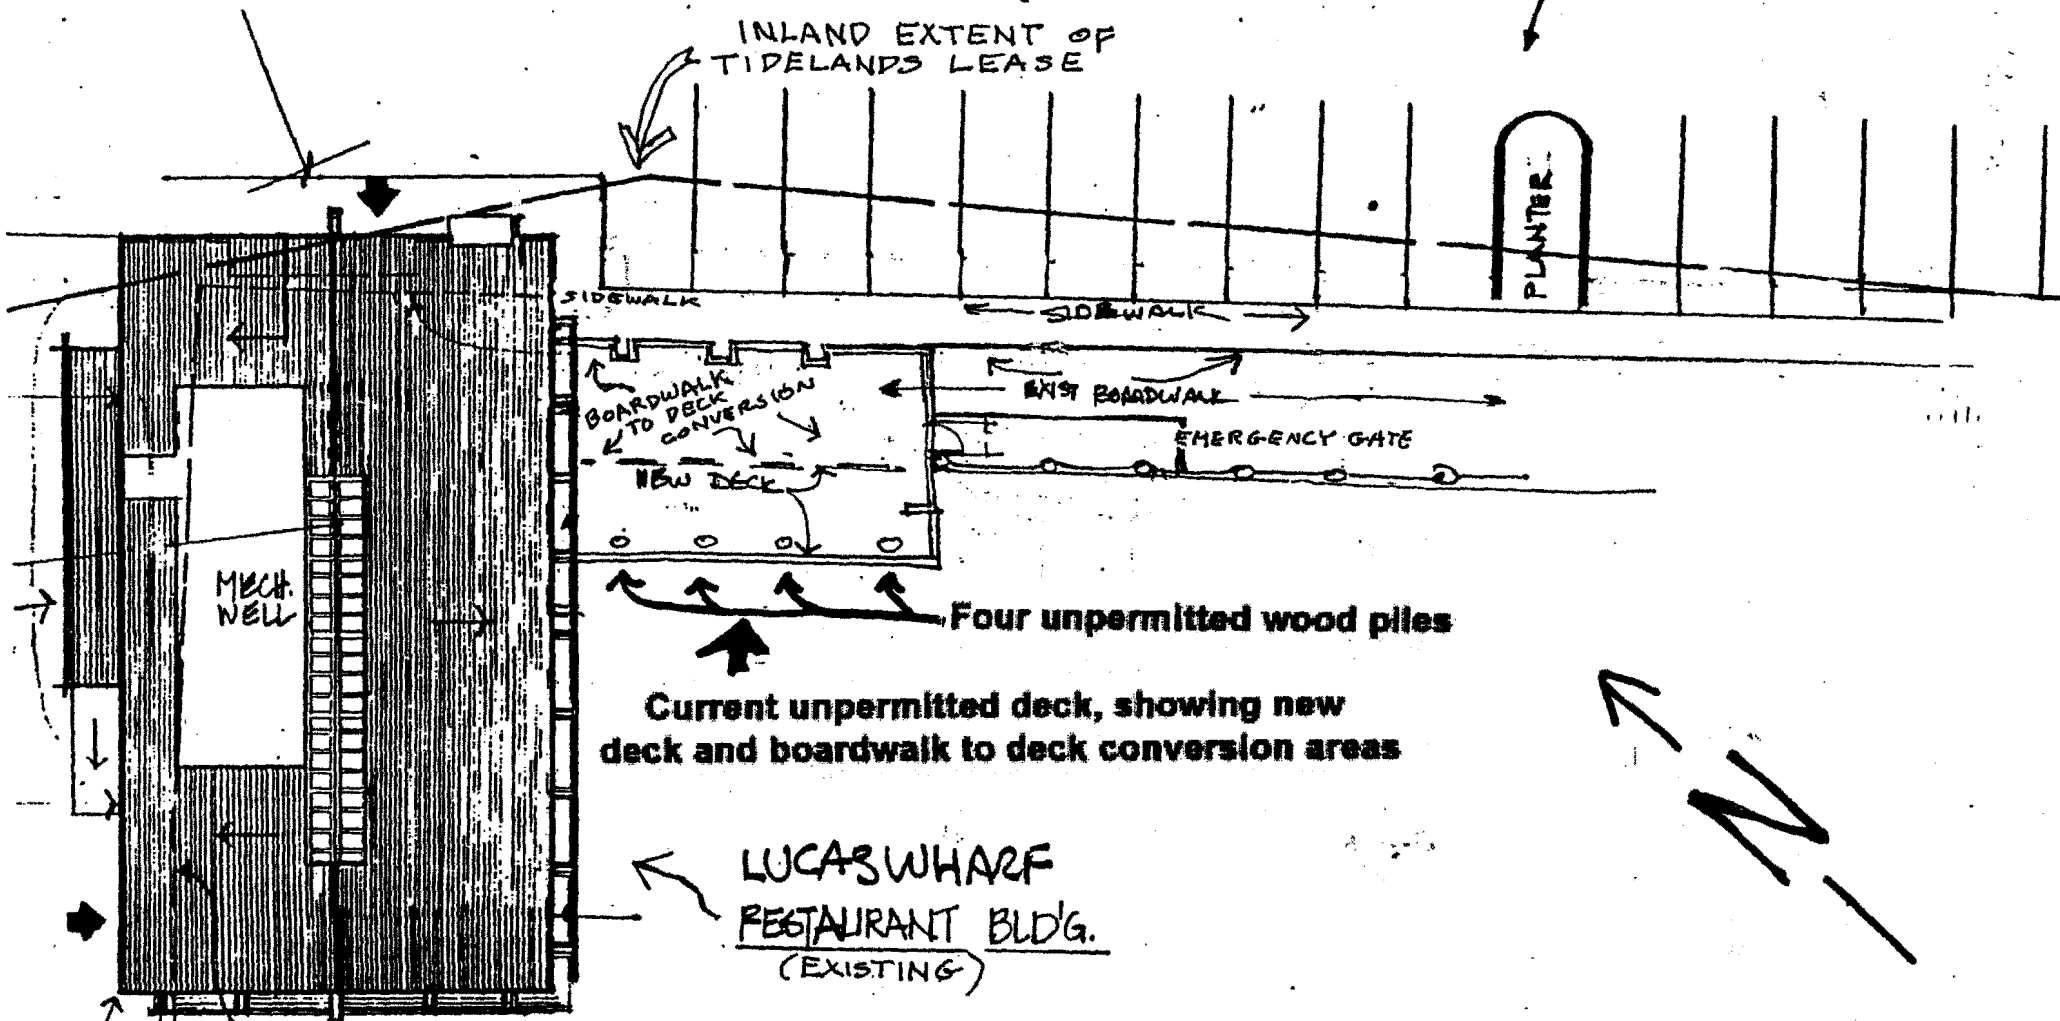 INLAND EXTENT OF
TIDELANDS LEASE
PLANTER
SIDEWALK
SIDEWALK
BOARDWALK
TO DECK
CONVERSION
EXIST BOARDWALK
EMERGENCY GATE
NEW DECK
MECH.
WELL
Four unpermitted wood piles
Current unpermitted deck, showing new
deck and boardwalk to deck conversion areas
LUCAS WHARF
RESTAURANT BLD'G.
(EXISTING)
N